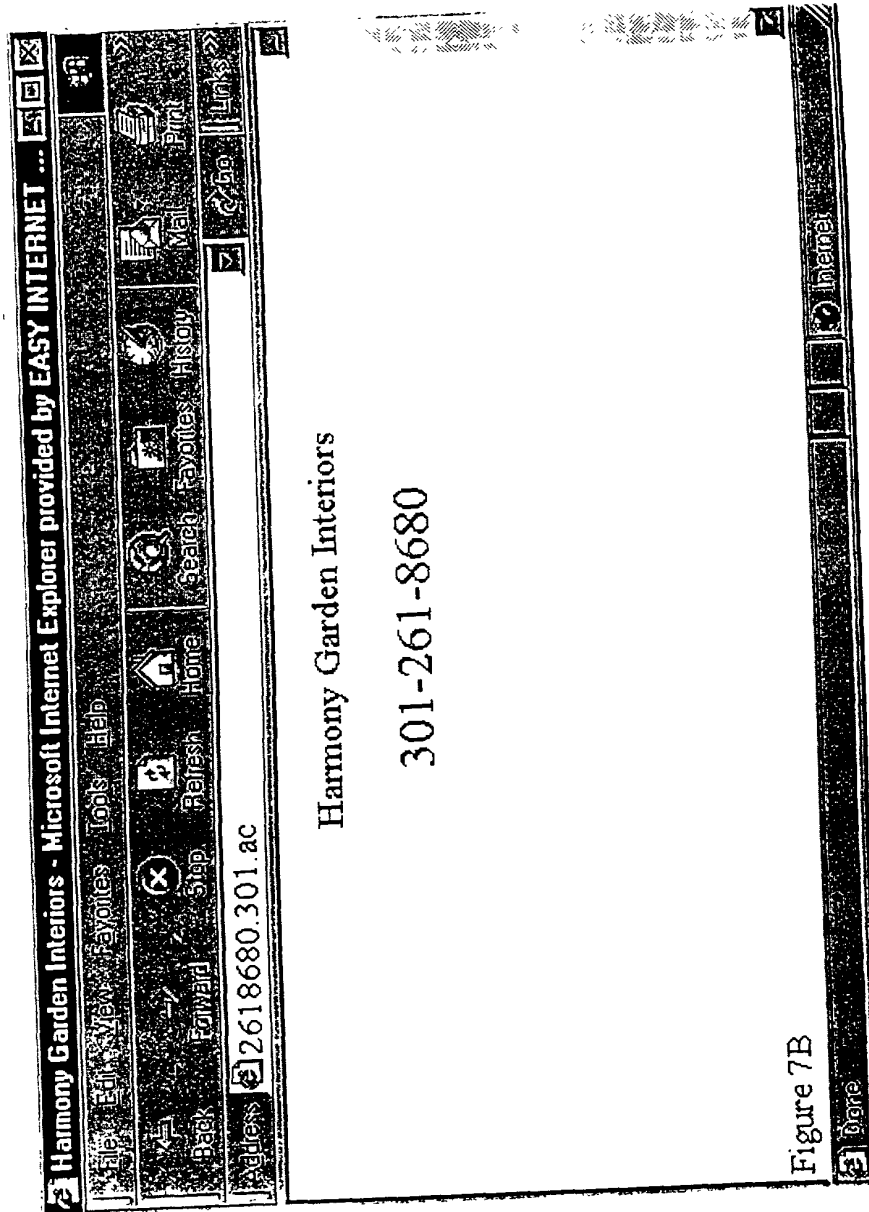 Harmony Garden Interiors - Microsoft Internet Explorer provided by EASY INTERNET ...
File Edit View Favorites Tools Help
Back Forward Stop Refresh Home Search Favorites History Mail Print
Address 2618680.301.ac Go Links »
Harmony Garden Interiors
301-261-8680
Figure 7B
Done Internet